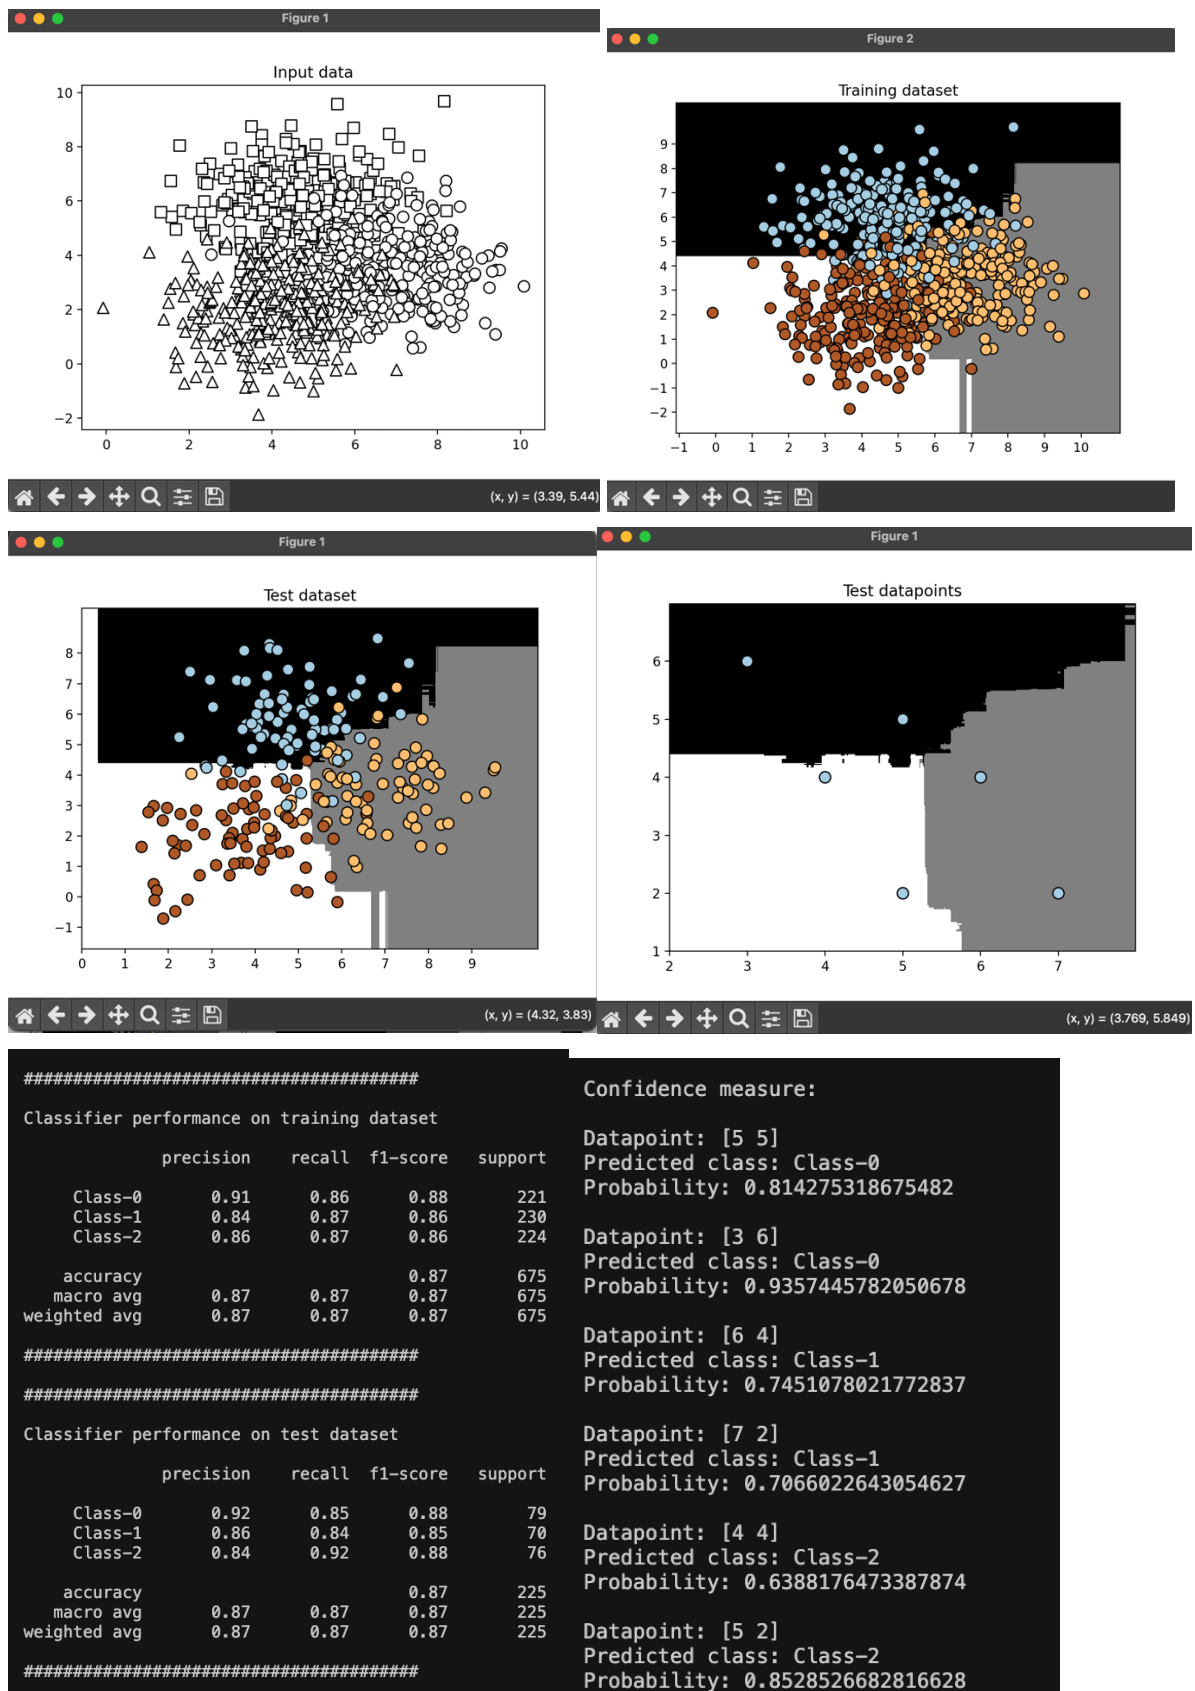 Figure 1
Input data
10
8
6
4
2
0
−2
0 2 4 6 8 10
(x, y) = (3.39, 5.44)
Figure 2
Training dataset
9
8
7
6
5
4
3
2
1
0
−1
−2
−1 0 1 2 3 4 5 6 7 8 9 10
Figure 1
Test dataset
8
7
6
5
4
3
2
1
0
−1
0 1 2 3 4 5 6 7 8 9
(x, y) = (4.32, 3.83)
Figure 1
Test datapoints
6
5
4
3
2
1
2 3 4 5 6 7
(x, y) = (3.769, 5.849)
########################################
Classifier performance on training dataset
precision recall f1-score support
Class-0 0.91 0.86 0.88 221
Class-1 0.84 0.87 0.86 230
Class-2 0.86 0.87 0.86 224
accuracy 0.87 675
macro avg 0.87 0.87 0.87 675
weighted avg 0.87 0.87 0.87 675
########################################
########################################
Classifier performance on test dataset
precision recall f1-score support
Class-0 0.92 0.85 0.88 79
Class-1 0.86 0.84 0.85 70
Class-2 0.84 0.92 0.88 76
accuracy 0.87 225
macro avg 0.87 0.87 0.87 225
weighted avg 0.87 0.87 0.87 225
########################################
Confidence measure:
Datapoint: [5 5]
Predicted class: Class-0
Probability: 0.814275318675482
Datapoint: [3 6]
Predicted class: Class-0
Probability: 0.9357445782050678
Datapoint: [6 4]
Predicted class: Class-1
Probability: 0.7451078021772837
Datapoint: [7 2]
Predicted class: Class-1
Probability: 0.7066022643054627
Datapoint: [4 4]
Predicted class: Class-2
Probability: 0.6388176473387874
Datapoint: [5 2]
Predicted class: Class-2
Probability: 0.8528526682816628